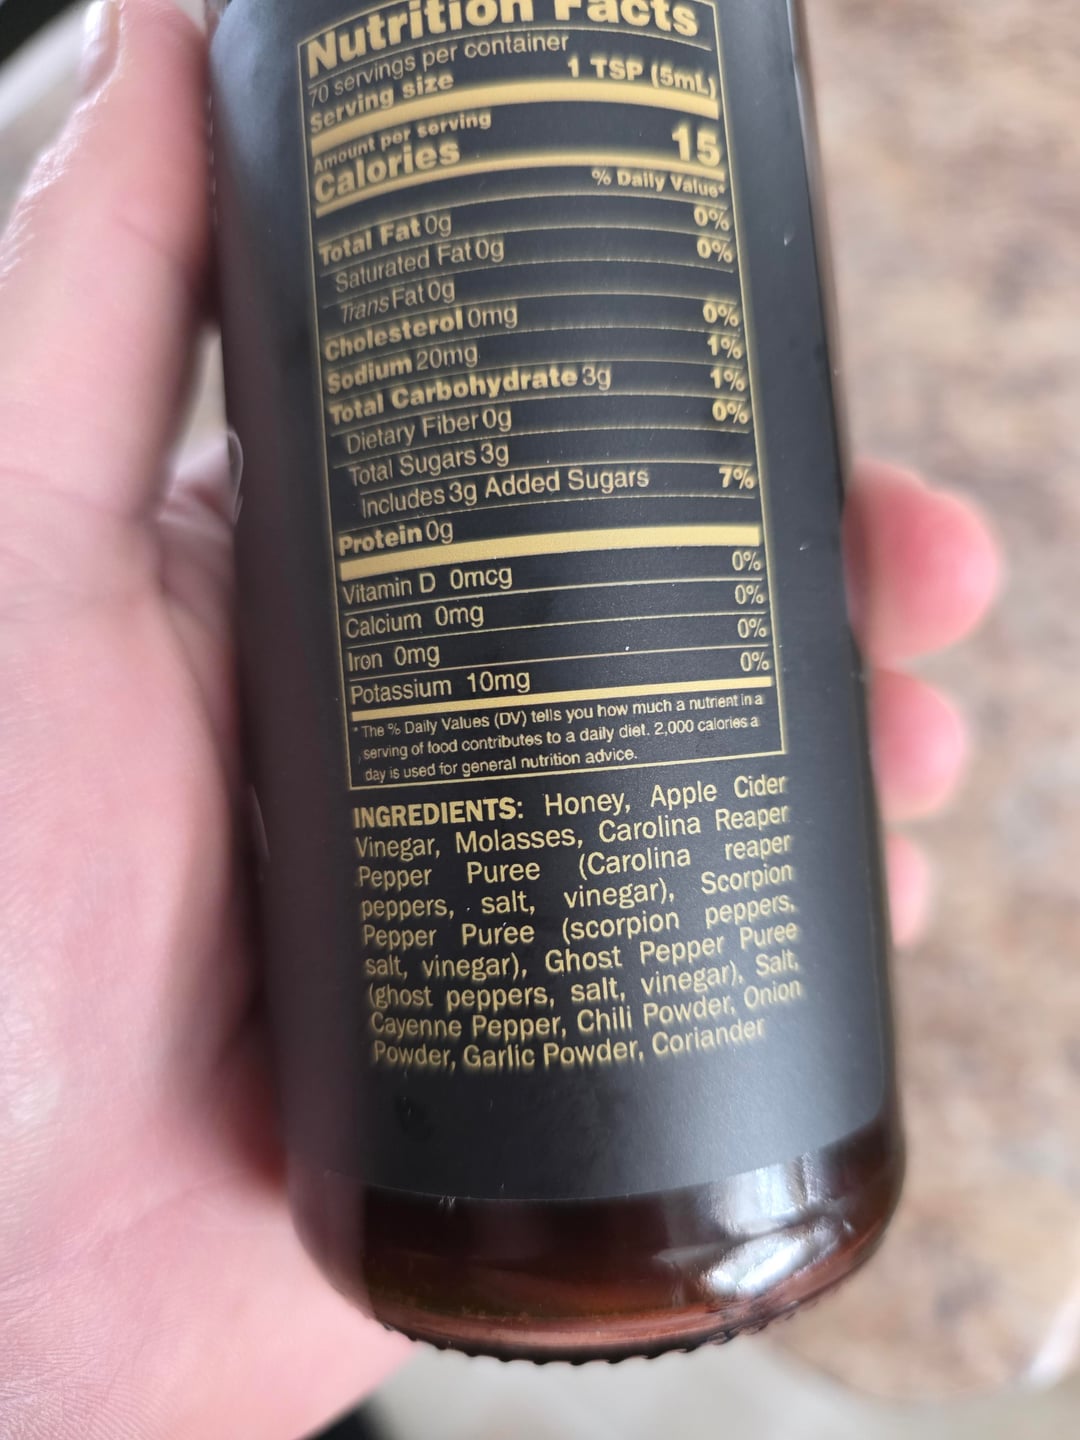 Nutrition Facts
70 servings per container
Serving size 1 TSP (5mL)
Amount per serving
Calories 15
% Daily Value*
Total Fat 0g 0%
Saturated Fat 0g 0%
Trans Fat 0g
Cholesterol 0mg 0%
Sodium 20mg 1%
Total Carbohydrate 3g 1%
Dietary Fiber 0g 0%
Total Sugars 3g
Includes 3g Added Sugars 7%
Protein 0g
Vitamin D 0mcg 0%
Calcium 0mg 0%
Iron 0mg 0%
Potassium 10mg 0%
* The % Daily Values (DV) tells you how much a nutrient in a
serving of food contributes to a daily diet. 2,000 calories a
day is used for general nutrition advice.
INGREDIENTS: Honey, Apple Cider
Vinegar, Molasses, Carolina Reaper
Pepper Puree (Carolina reaper
peppers, salt, vinegar), Scorpion
Pepper Puree (scorpion peppers,
salt, vinegar), Ghost Pepper Puree
(ghost peppers, salt, vinegar), Salt,
Cayenne Pepper, Chili Powder, Onion
Powder, Garlic Powder, Coriander